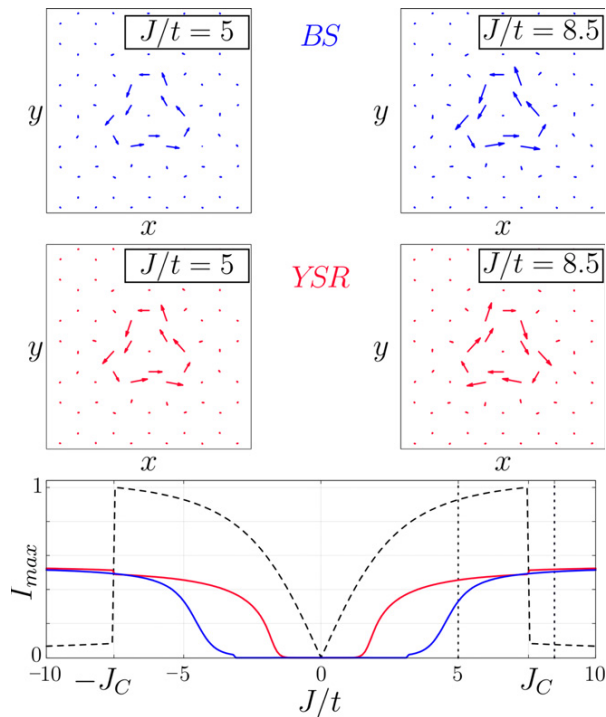 J/t = 5
BS
J/t = 8.5
y
y
x
x
J/t = 5
YSR
J/t = 8.5
y
y
x
x
1
I_max
0
−10 −5 0 5 10
−J_C J/t J_C